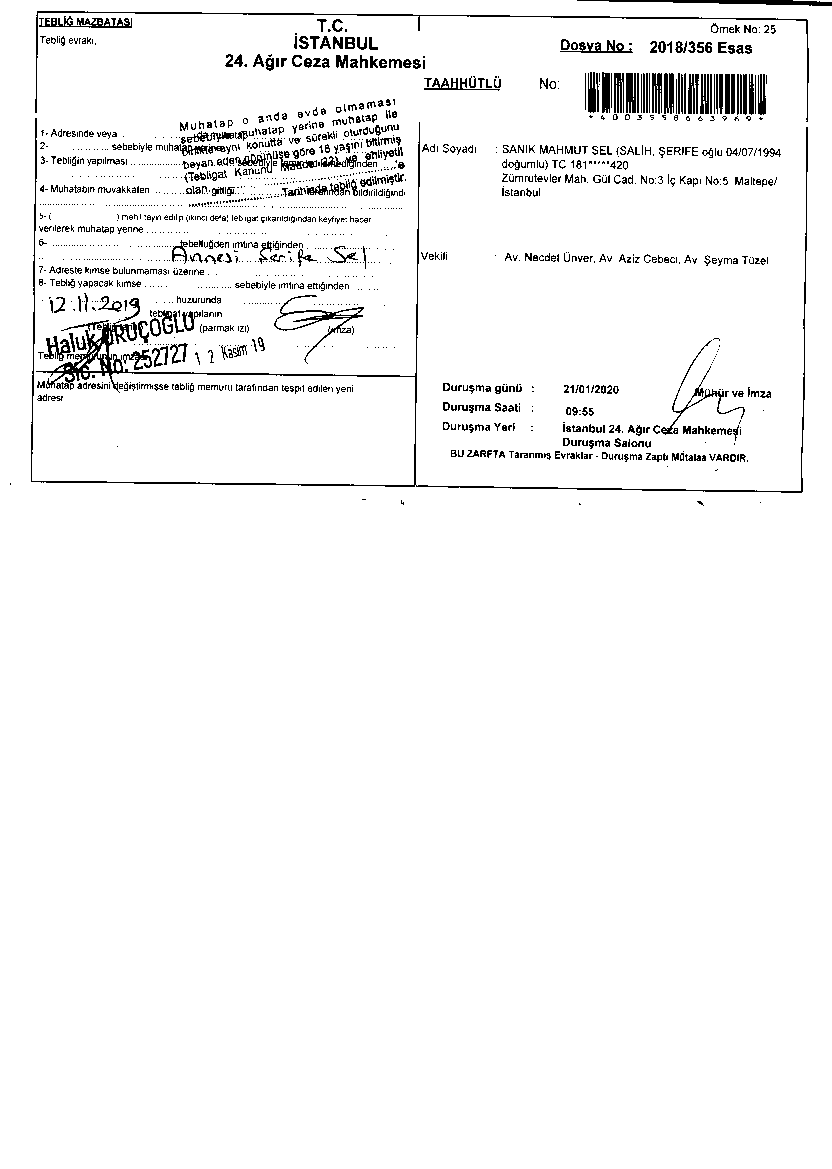 TEBLİĞ MAZBATASI
Tebliğ evrakı,
T.C.
İSTANBUL
24. Ağır Ceza Mahkemesi
Örnek No: 25
Dosya No : 2018/356 Esas
TAAHHÜTLÜ No:
*6003958663969*
Muhatap o anda evde olmaması
sebebiyle muhatap yerine muhatap ile
birlikte aynı konutta ve sürekli oturduğunu
beyan eden görünüşe göre 18 yaşını bitirmiş
(Tebligat Kanunu Madde 22) ve ehliyetli
olan Tarihinde tebliğ edilmiştir.
1- Adresinde veya
2- sebebiyle muhatap
3- Tebliğin yapılması
4- Muhatabın muvakkaten gittiği tarafından bildirildiğinden
5- ( ) mehil tayin edilip (ikinci defa) tebligat çıkarıldığından keyfiyet haber
verilerek muhatap yerine
6- tebellüğden imtina ettiğinden
Annesi Şerife Sel
7- Adreste kimse bulunmaması üzerine
8- Tebliğ yapacak kimse sebebiyle imtina ettiğinden
12.11.2019 huzurunda
tebligat yapılanın
(parmak izi) (imza)
Haluk ORUÇOĞLU
Sic. No: 252727 12 Kasım 19
Tebliğ memurunun imzası
Muhatap adresini değiştirmişse tebliğ memuru tarafından tespit edilen yeni
adresi
Adı Soyadı : SANIK MAHMUT SEL (SALİH, ŞERİFE oğlu 04/07/1994
doğumlu) TC 181*****420
Zümrütevler Mah. Gül Cad. No:3 İç Kapı No:5 Maltepe/
İstanbul
Vekili : Av. Necdet Ünver, Av. Aziz Cebeci, Av. Şeyma Tüzel
Duruşma günü : 21/01/2020
Mühür ve İmza
Duruşma Saati : 09:55
Duruşma Yeri : İstanbul 24. Ağır Ceza Mahkemesi
Duruşma Salonu
BU ZARFTA Taranmış Evraklar - Duruşma Zaptı Mütalaa VARDIR.